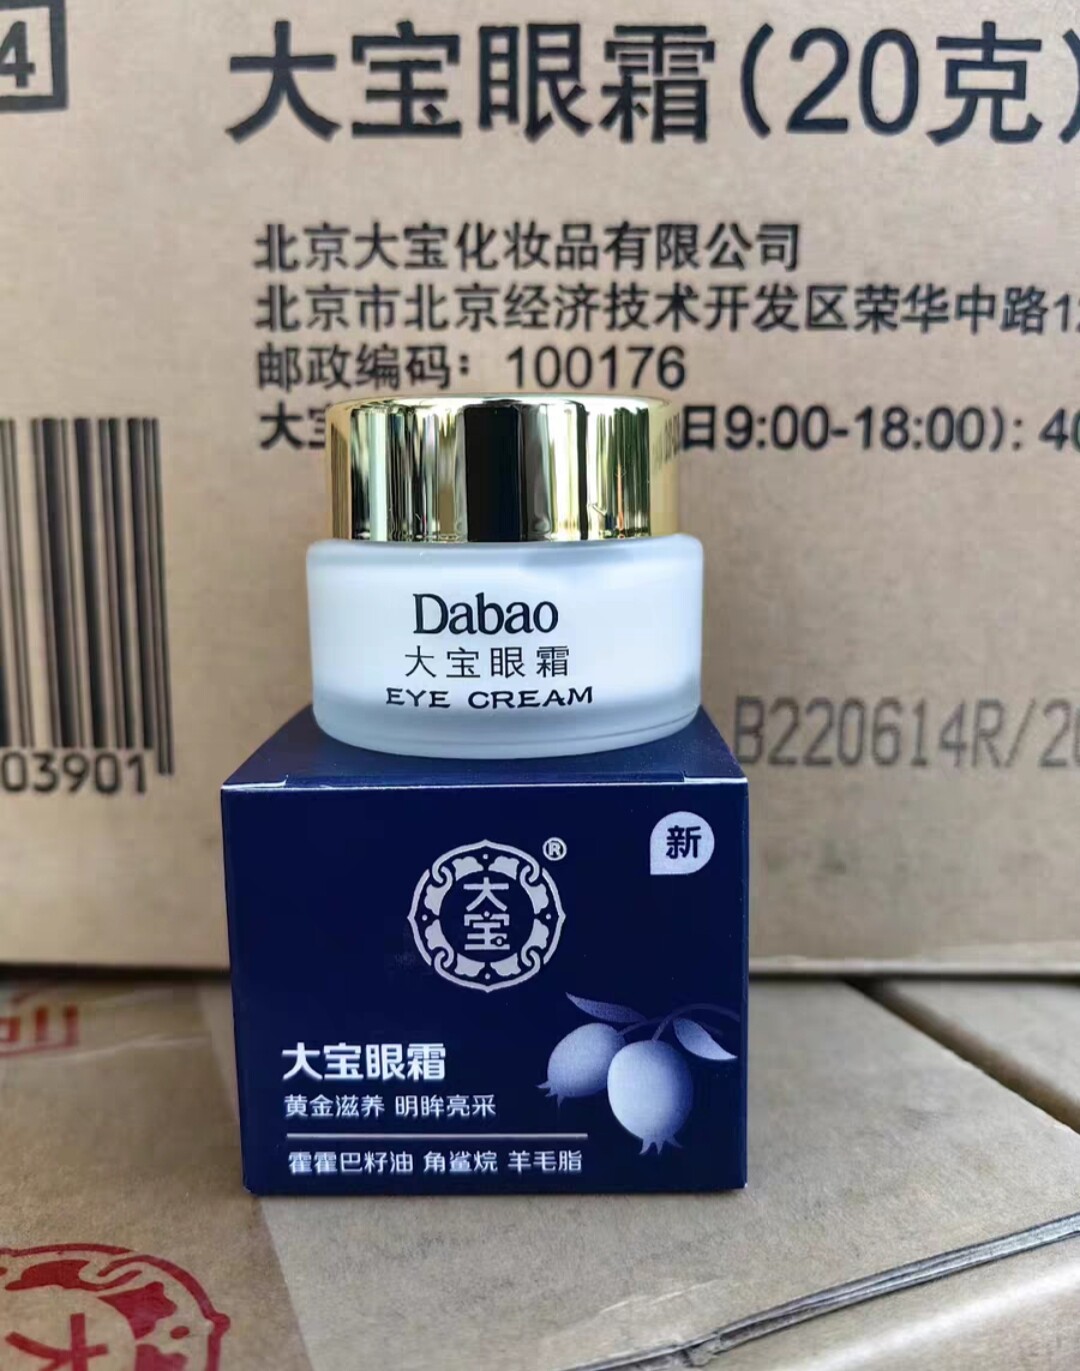 4
大宝眼霜(20克)
北京大宝化妆品有限公司
北京市北京经济技术开发区荣华中路1
邮政编码：100176
大宝 日9:00-18:00)：40
03901
B220614R/20
Dabao
大宝眼霜
EYE CREAM
新
大宝®
大宝眼霜
黄金滋养 明眸亮采
霍霍巴籽油 角鲨烷 羊毛脂